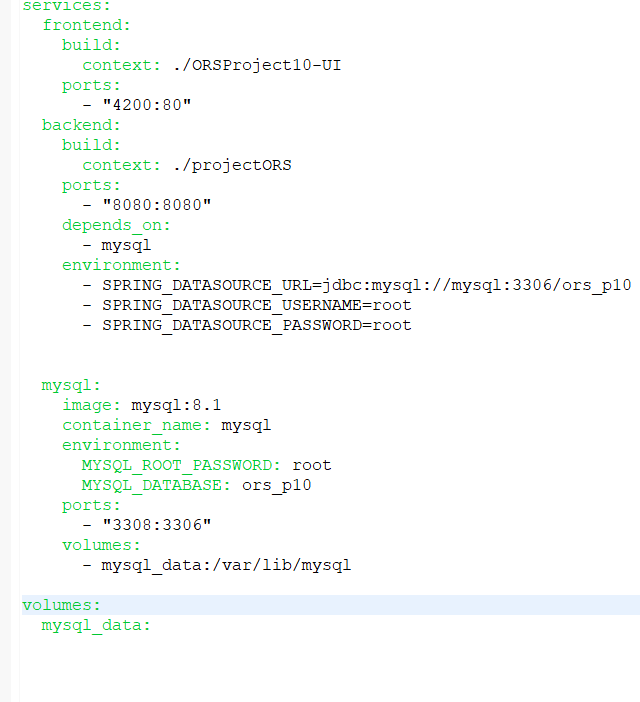 services:
  frontend:
    build:
      context: ./ORSProject10-UI
    ports:
      - "4200:80"
  backend:
    build:
      context: ./projectORS
    ports:
      - "8080:8080"
    depends_on:
      - mysql
    environment:
      - SPRING_DATASOURCE_URL=jdbc:mysql://mysql:3306/ors_p10
      - SPRING_DATASOURCE_USERNAME=root
      - SPRING_DATASOURCE_PASSWORD=root
  mysql:
    image: mysql:8.1
    container_name: mysql
    environment:
      MYSQL_ROOT_PASSWORD: root
      MYSQL_DATABASE: ors_p10
    ports:
      - "3308:3306"
    volumes:
      - mysql_data:/var/lib/mysql
volumes:
  mysql_data: